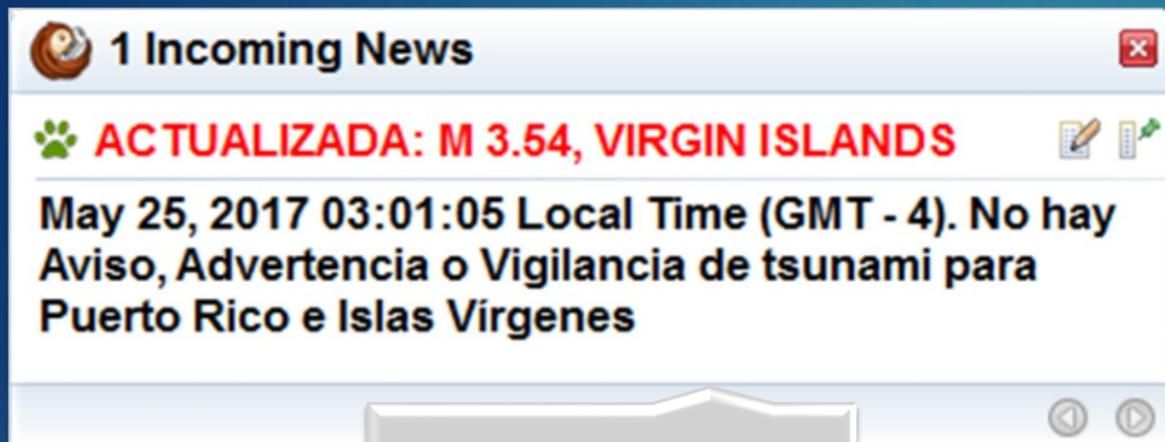 1 Incoming News
ACTUALIZADA: M 3.54, VIRGIN ISLANDS
May 25, 2017 03:01:05 Local Time (GMT - 4). No hay
Aviso, Advertencia o Vigilancia de tsunami para
Puerto Rico e Islas Vírgenes